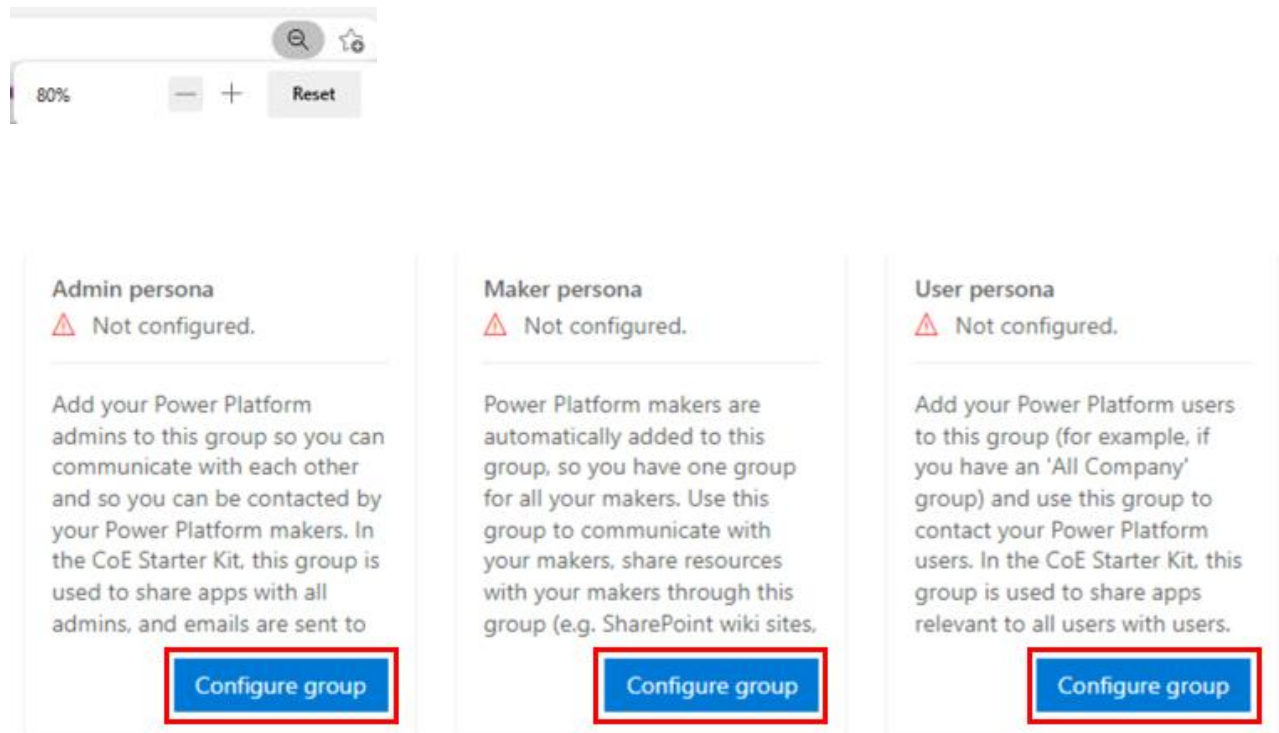 80%
Reset
Admin persona
Not configured.
Add your Power Platform
admins to this group so you can
communicate with each other
and so you can be contacted by
your Power Platform makers. In
the CoE Starter Kit, this group is
used to share apps with all
admins, and emails are sent to
Configure group
Maker persona
Not configured.
Power Platform makers are
automatically added to this
group, so you have one group
for all your makers. Use this
group to communicate with
your makers, share resources
with your makers through this
group (e.g. SharePoint wiki sites,
Configure group
User persona
Not configured.
Add your Power Platform users
to this group (for example, if
you have an 'All Company'
group) and use this group to
contact your Power Platform
users. In the CoE Starter Kit, this
group is used to share apps
relevant to all users with users.
Configure group